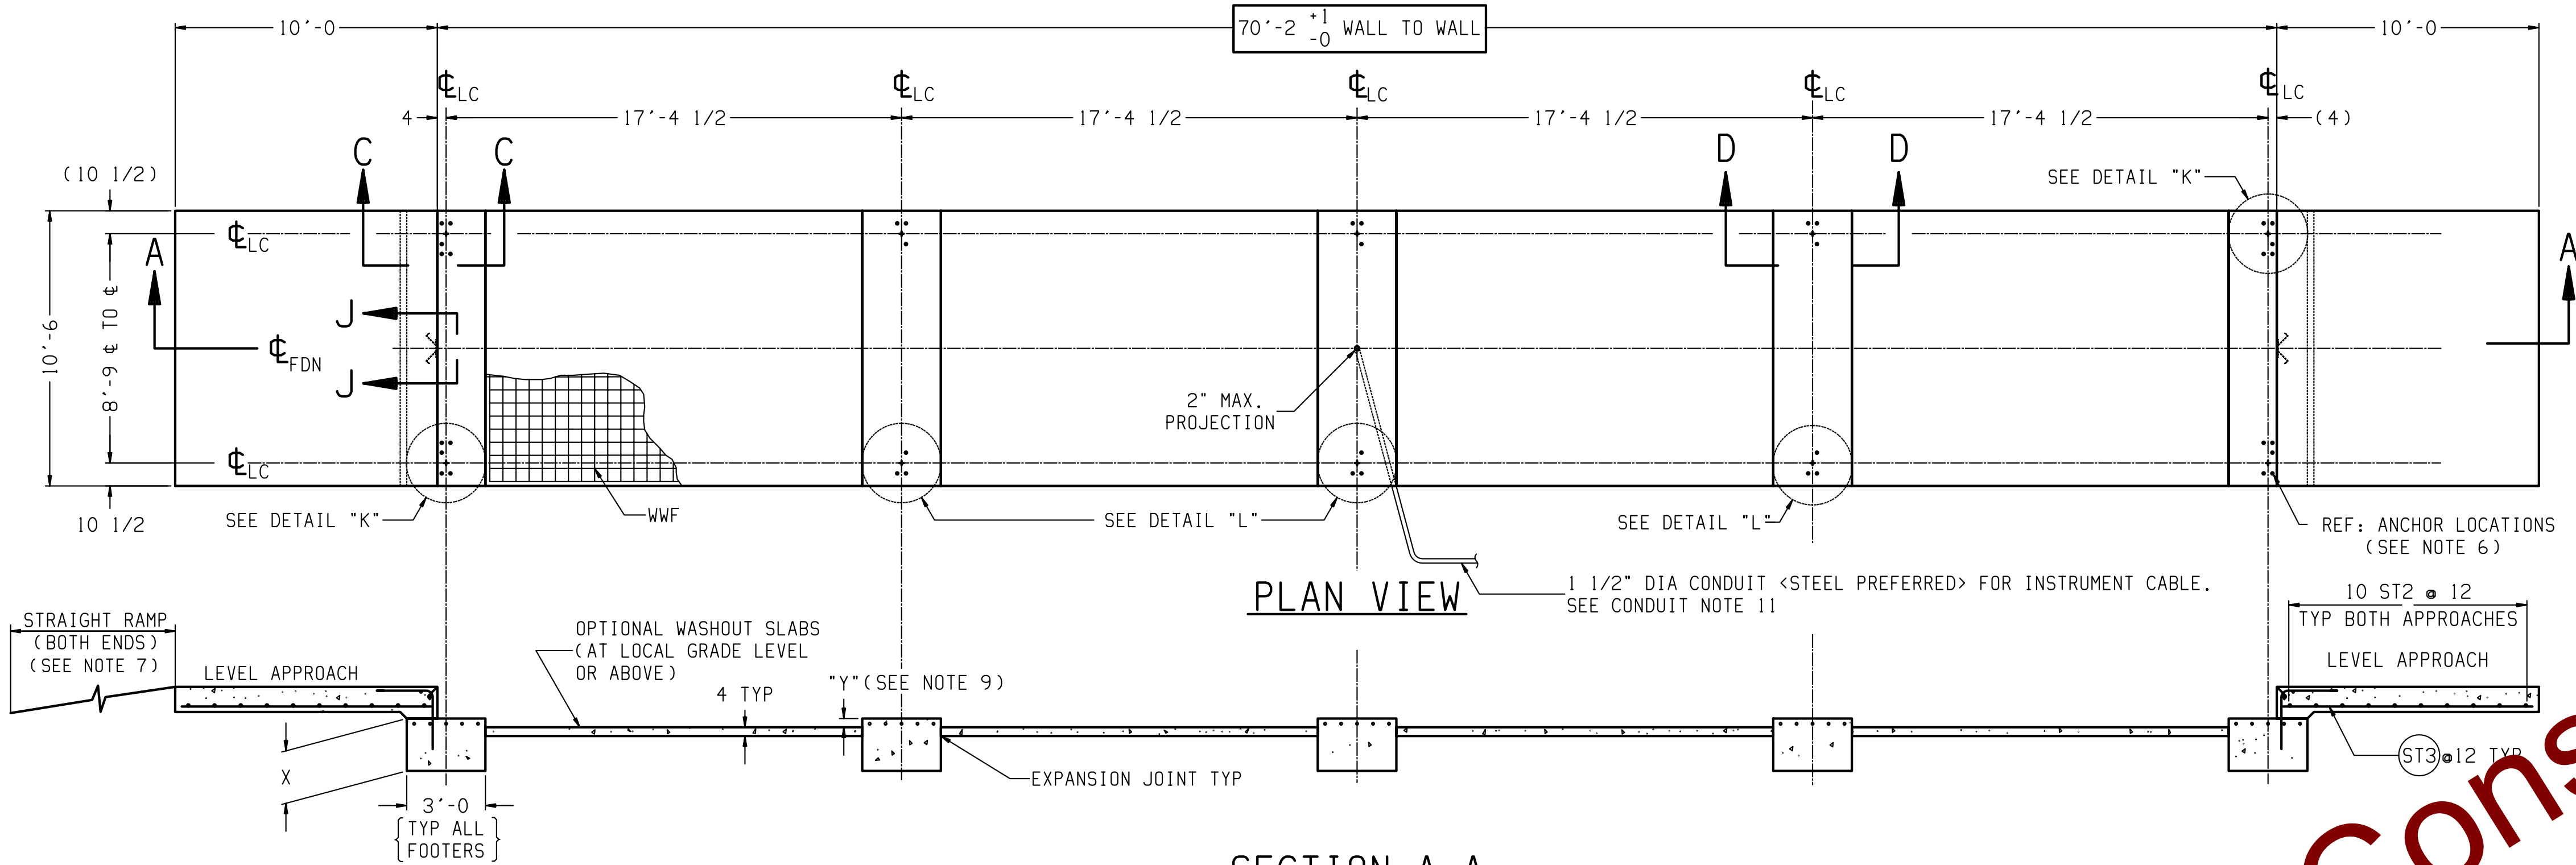 10'-0
70'-2 +1 -0 WALL TO WALL
10'-0
℄LC
℄LC
℄LC
℄LC
℄LC
4
17'-4 1/2
17'-4 1/2
17'-4 1/2
17'-4 1/2
(4)
C
C
D
D
(10 1/2)
SEE DETAIL "K"
℄LC
A
A
10'-6
8'-9 ℄ TO ℄
J
J
℄FDN
2" MAX.
PROJECTION
℄LC
10 1/2
SEE DETAIL "K"
WWF
SEE DETAIL "L"
SEE DETAIL "L"
REF: ANCHOR LOCATIONS
(SEE NOTE 6)
PLAN VIEW
1 1/2" DIA CONDUIT <STEEL PREFERRED> FOR INSTRUMENT CABLE.
SEE CONDUIT NOTE 11
STRAIGHT RAMP
(BOTH ENDS)
(SEE NOTE 7)
LEVEL APPROACH
OPTIONAL WASHOUT SLABS
(AT LOCAL GRADE LEVEL
OR ABOVE)
4 TYP
"Y"(SEE NOTE 9)
10 ST2 @ 12
TYP BOTH APPROACHES
LEVEL APPROACH
X
3'-0
{TYP ALL
FOOTERS}
EXPANSION JOINT TYP
ST3 @12 TYP
SECTION A-A
Cons